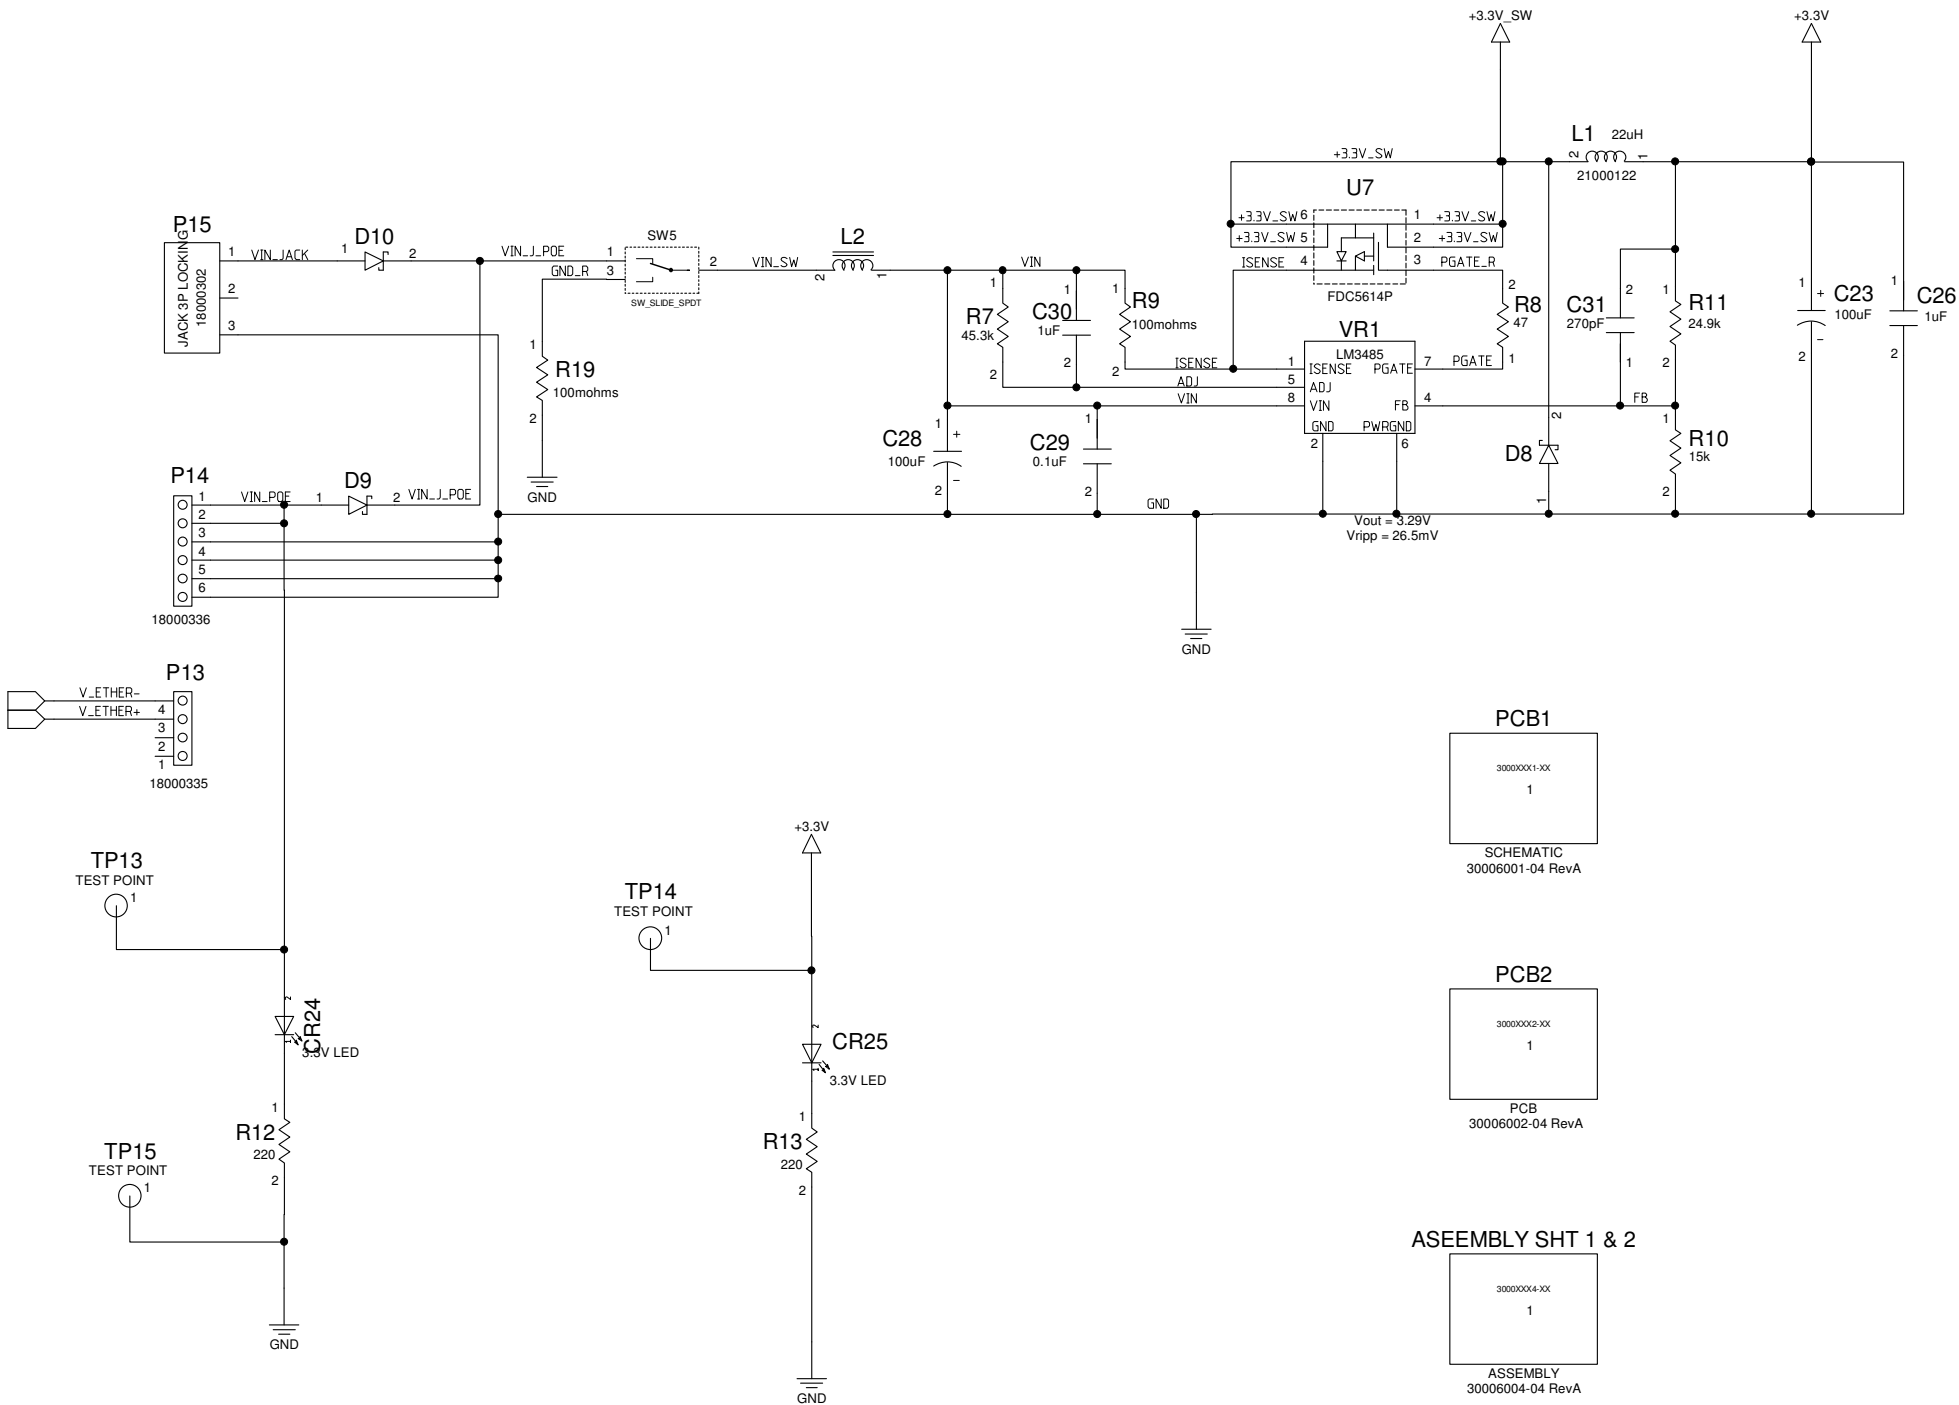 +3.3V_SW
+3.3V
L1 22uH
2 1
21000122
+3.3V_SW
U7
+3.3V_SW 6 1 +3.3V_SW
+3.3V_SW 5 2 +3.3V_SW
ISENSE 4 3 PGATE_R
FDC5614P
P15
JACK 3P LOCKING
18000302
1 VIN_JACK 1 D10 2
2
3
VIN_J_POE 1
GND_R 3
SW5
2 VIN_SW
SW_SLIDE_SPDT
L2
2 1
VIN
1
R7
45.3k
2
1
C30
1uF
2
1
R9
100mohms
2
2
R8
47
1
VR1
LM3485
ISENSE 1 ISENSE PGATE 7 PGATE
ADJ 5 ADJ
VIN 8 VIN FB 4 FB
GND PWRGND
2 6
2
C31
270pF
1
1
R11
24.9k
2
1
+
C23
100uF
−
2
1
C26
1uF
2
1
R19
100mohms
2
GND
1
+
C28
100uF
−
2
1
C29
0.1uF
2
2
D8
1
1
R10
15k
2
GND
Vout = 3.29V
Vripp = 26.5mV
GND
P14
1 VIN_POE 1 D9 2 VIN_J_POE
2
3
4
5
6
18000336
P13
V_ETHER−
V_ETHER+ 4
3
2
1
18000335
PCB1
3000XXX1-XX
1
SCHEMATIC
30006001-04 RevA
+3.3V
TP13
TEST POINT
1
TP14
TEST POINT
1
2
CR24
1
3.3V LED
2
CR25
1
3.3V LED
PCB2
3000XXX2-XX
1
PCB
30006002-04 RevA
1
R12
220
2
TP15
TEST POINT
1
1
R13
220
2
GND
GND
ASEEMBLY SHT 1 & 2
3000XXX4-XX
1
ASSEMBLY
30006004-04 RevA